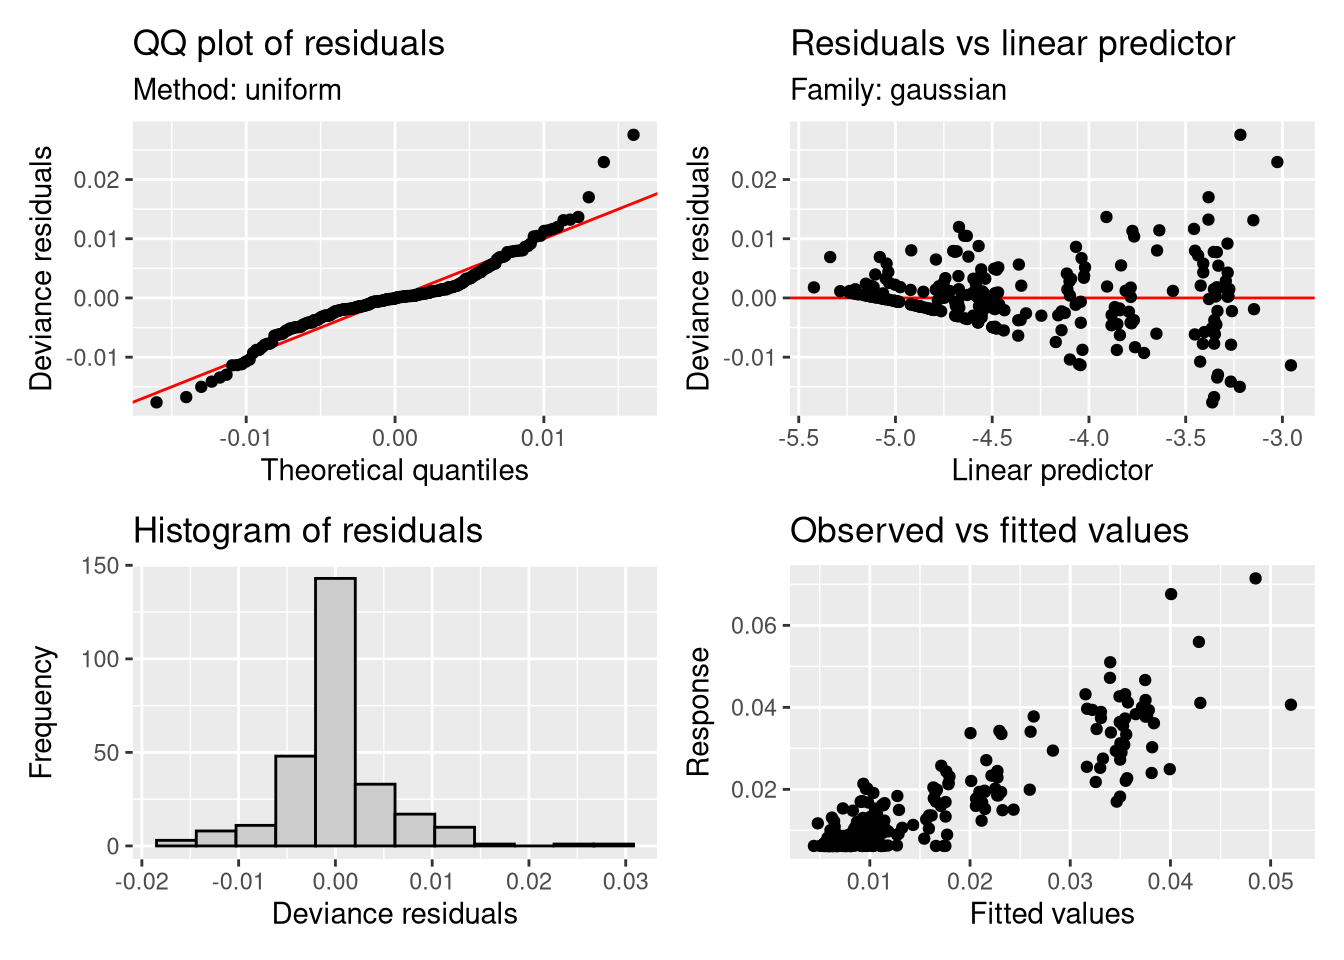 QQ plot of residuals
Method: uniform
Deviance residuals
0.02
0.01
0.00
-0.01
-0.01
0.00
0.01
Theoretical quantiles
Residuals vs linear predictor
Family: gaussian
Deviance residuals
0.02
0.01
0.00
-0.01
-5.5
-5.0
-4.5
-4.0
-3.5
-3.0
Linear predictor
Histogram of residuals
Frequency
150
100
50
0
-0.02
-0.01
0.00
0.01
0.02
0.03
Deviance residuals
Observed vs fitted values
Response
0.06
0.04
0.02
0.01
0.02
0.03
0.04
0.05
Fitted values